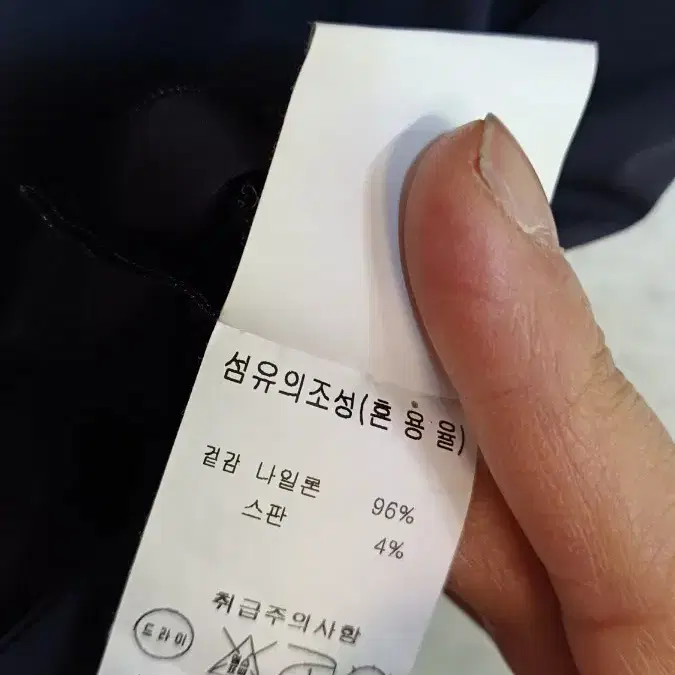 섬유의조성(혼용율)
겉감 나일론 96%
스판 4%
취급주의사항
드라이